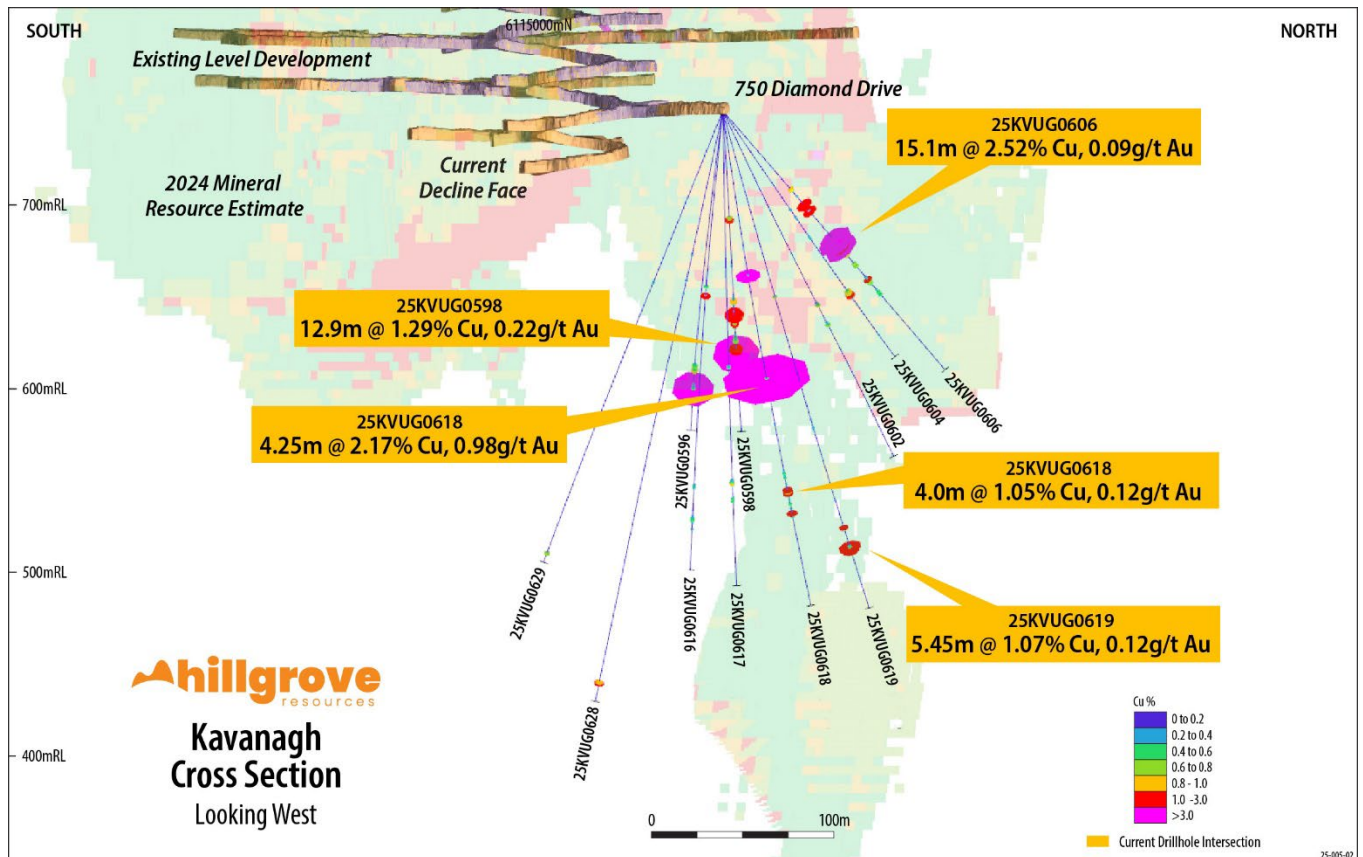 SOUTH
6115000mN
NORTH
Existing Level Development
750 Diamond Drive
25KVUG0606
15.1m @ 2.52% Cu, 0.09g/t Au
Current
Decline Face
2024 Mineral
Resource Estimate
700mRL
25KVUG0598
12.9m @ 1.29% Cu, 0.22g/t Au
600mRL
25KVUG0618
4.25m @ 2.17% Cu, 0.98g/t Au
25KVUG0596
25KVUG0598
25KVUG0602
25KVUG0604
25KVUG0606
25KVUG0618
4.0m @ 1.05% Cu, 0.12g/t Au
500mRL
25KVUG0629
25KVUG0628
25KVUG0616
25KVUG0617
25KVUG0618
25KVUG0619
25KVUG0619
5.45m @ 1.07% Cu, 0.12g/t Au
hillgrove
resources
Kavanagh
Cross Section
Looking West
400mRL
0 100m
Cu %
0 to 0.2
0.2 to 0.4
0.4 to 0.6
0.6 to 0.8
0.8 - 1.0
1.0 -3.0
>3.0
Current Drillhole Intersection
25-005-02